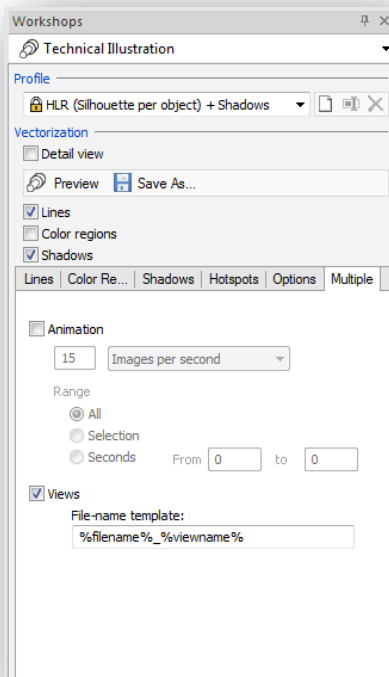 Workshops
Technical Illustration
Profile
HLR (Silhouette per object) + Shadows
Vectorization
Detail view
Preview Save As...
Lines
Color regions
Shadows
Lines Color Re... Shadows Hotspots Options Multiple
Animation
15 Images per second
Range
All
Selection
Seconds From 0 to 0
Views
File-name template:
%filename%_%viewname%